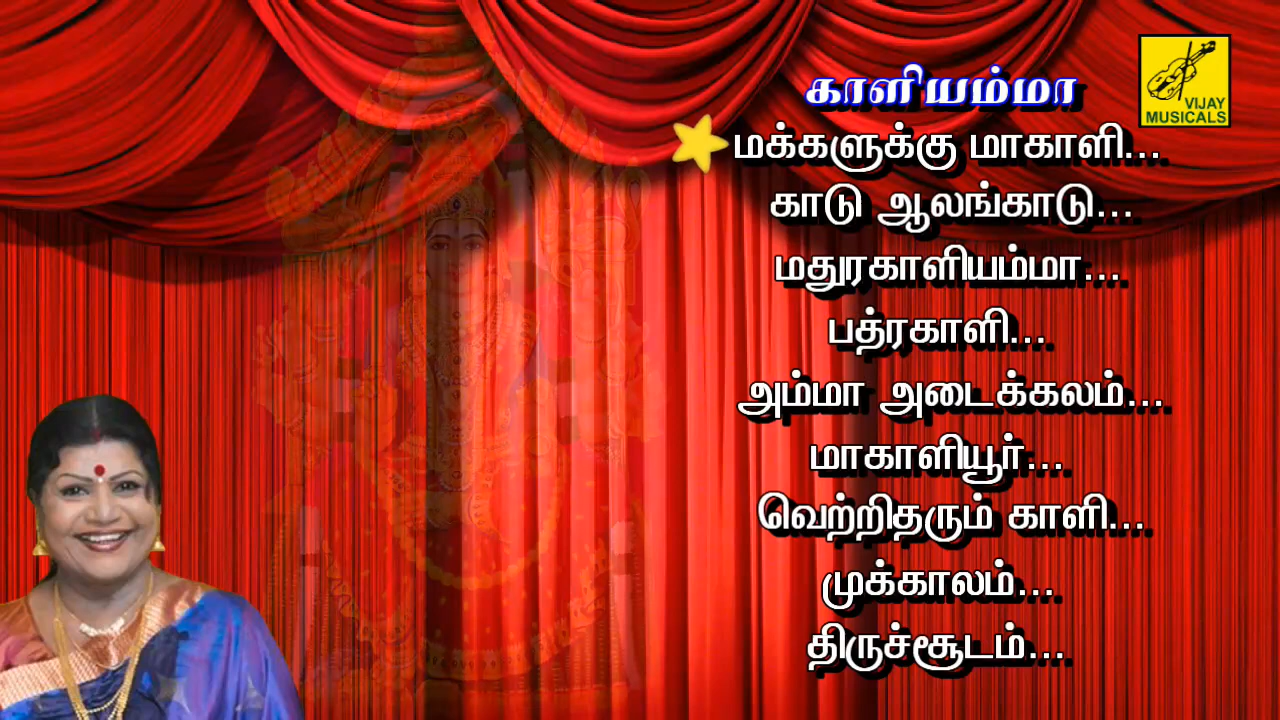 காளியம்மா
VIJAY
MUSICALS
மக்களுக்கு மாகாளி...
காடு ஆலங்காடு...
மதுரகாளியம்மா...
பத்ரகாளி...
அம்மா அடைக்கலம்...
மாகாளியூர்...
வெற்றிதரும் காளி...
முக்காலம்...
திருச்சூடம்...